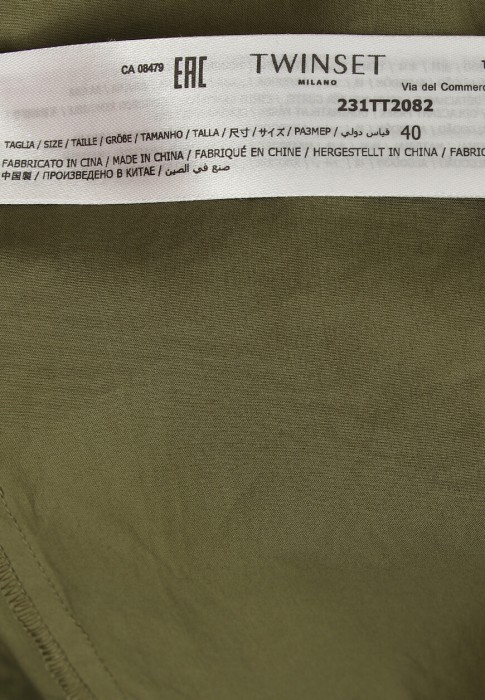 CA 08479 EAC TWINSET
MILANO
Via del Commerc
231TT2082
TAGLIA / SIZE / TAILLE / GRÖßE / TAMANHO / TALLA / 尺寸 / サイズ / РАЗМЕР / قياس دولي 40
FABBRICATO IN CINA / MADE IN CHINA / FABRIQUÉ EN CHINE / HERGESTELLT IN CHINA / FABRIC
中国製 / ПРОИЗВЕДЕНО В КИТАЕ / صنع في الصين